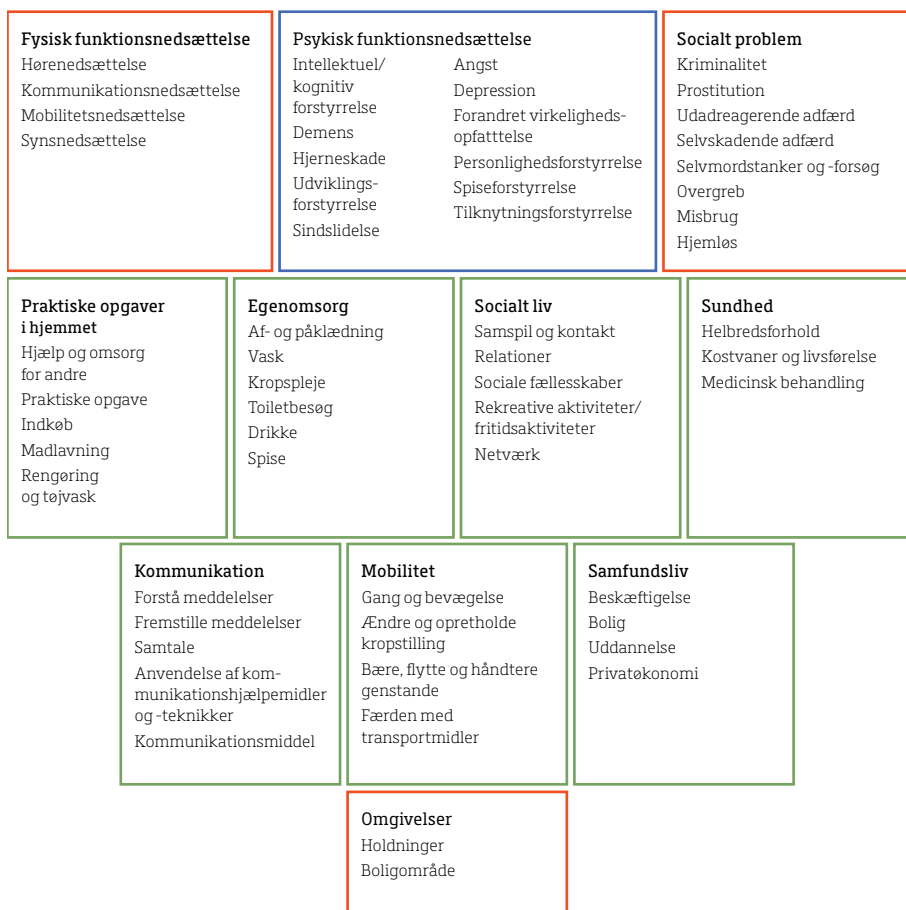 Fysisk funktionsnedsættelse
Hørenedsættelse
Kommunikationsnedsættelse
Mobilitetsnedsættelse
Synsnedsættelse
Psykisk funktionsnedsættelse
Intellektuel/
kognitiv
forstyrrelse
Demens
Hjerneskade
Udviklings-
forstyrrelse
Sindslidelse
Angst
Depression
Forandret virkeligheds-
opfatttelse
Personlighedsforstyrrelse
Spiseforstyrrelse
Tilknytningsforstyrrelse
Socialt problem
Kriminalitet
Prostitution
Udadreagerende adfærd
Selvskadende adfærd
Selvmordstanker og -forsøg
Overgreb
Misbrug
Hjemløs
Praktiske opgaver
i hjemmet
Hjælp og omsorg
for andre
Praktiske opgave
Indkøb
Madlavning
Rengøring
og tøjvask
Egenomsorg
Af- og påklædning
Vask
Kropspleje
Toiletbesøg
Drikke
Spise
Socialt liv
Samspil og kontakt
Relationer
Sociale fællesskaber
Rekreative aktiviteter/
fritidsaktiviteter
Netværk
Sundhed
Helbredsforhold
Kostvaner og livsførelse
Medicinsk behandling
Kommunikation
Forstå meddelelser
Fremstille meddelelser
Samtale
Anvendelse af kom-
munikationshjælpemidler
og -teknikker
Kommunikationsmiddel
Mobilitet
Gang og bevægelse
Ændre og opretholde
kropstilling
Bære, flytte og håndtere
genstande
Færden med
transportmidler
Samfundsliv
Beskæftigelse
Bolig
Uddannelse
Privatøkonomi
Omgivelser
Holdninger
Boligområde